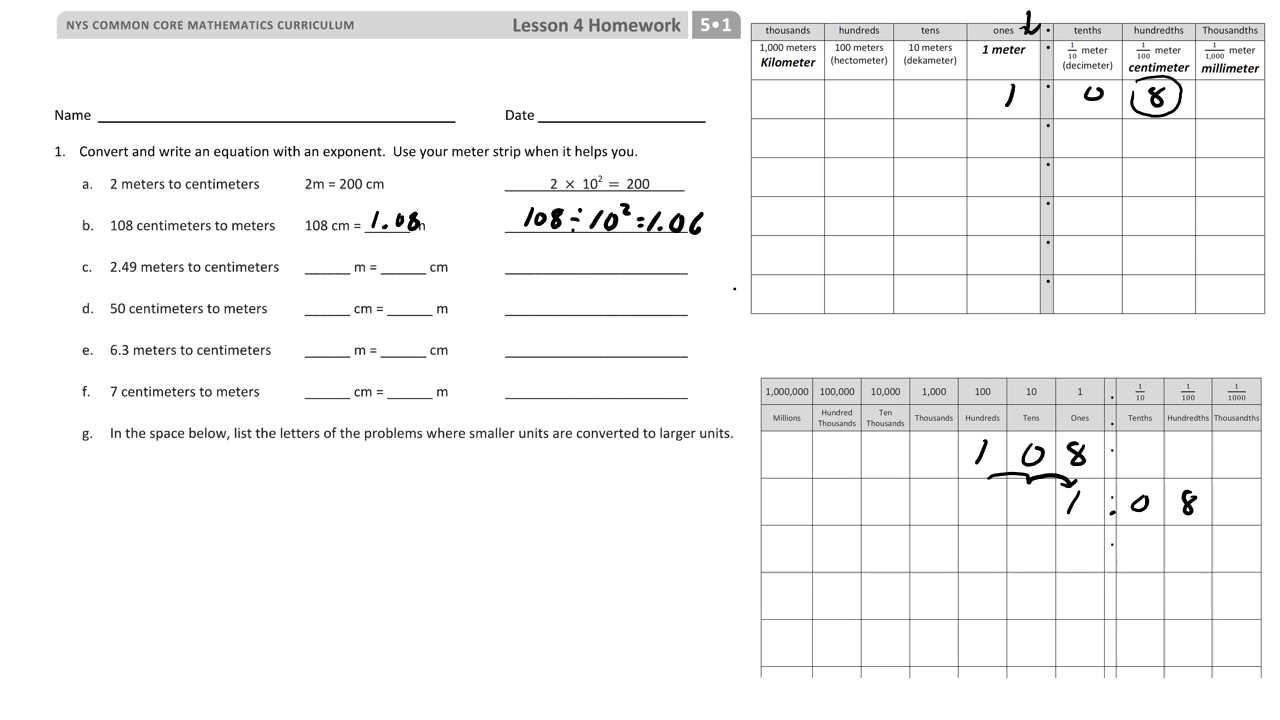 NYS COMMON CORE MATHEMATICS CURRICULUM Lesson 4 Homework 5•1
Name Date
1. Convert and write an equation with an exponent. Use your meter strip when it helps you.
a. 2 meters to centimeters 2m = 200 cm 2 × 10² = 200
b. 108 centimeters to meters 108 cm = 1.08 m 108 ÷ 10² = 1.06
c. 2.49 meters to centimeters ______ m = ______ cm
d. 50 centimeters to meters ______ cm = ______ m
e. 6.3 meters to centimeters ______ m = ______ cm
f. 7 centimeters to meters ______ cm = ______ m
g. In the space below, list the letters of the problems where smaller units are converted to larger units.
thousands hundreds tens ones . tenths hundredths Thousandths
1,000 meters 100 meters 10 meters 1 meter . 1/10 meter 1/100 meter 1/1,000 meter
Kilometer (hectometer) (dekameter) (decimeter) centimeter millimeter
1 . 0 8
1,000,000 100,000 10,000 1,000 100 10 1 . 1/10 1/100 1/1000
Millions Hundred Thousands Ten Thousands Thousands Hundreds Tens Ones . Tenths Hundredths Thousandths
1 0 8 .
1 . 0 8